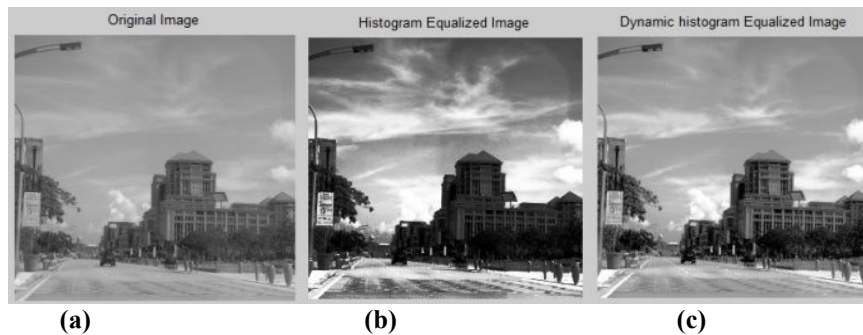 Original Image
Histogram Equalized Image
Dynamic histogram Equalized Image
(a)
(b)
(c)